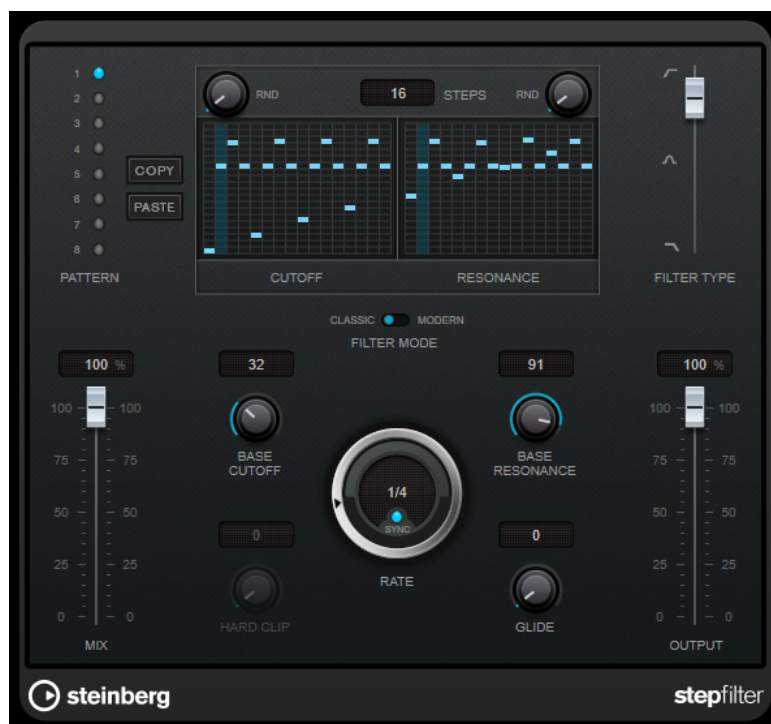 1
2
3
4
5
6
7
8
COPY
PASTE
PATTERN
RND
16
STEPS
RND
CUTOFF
RESONANCE
FILTER TYPE
CLASSIC MODERN
FILTER MODE
100 %
32
91
100 %
100 100
75 75
50 50
25 25
0 0
MIX
BASE
CUTOFF
0
HARD CLIP
1/4
SYNC
RATE
BASE
RESONANCE
0
GLIDE
100 100
75 75
50 50
25 25
0 0
OUTPUT
steinberg
stepfilter